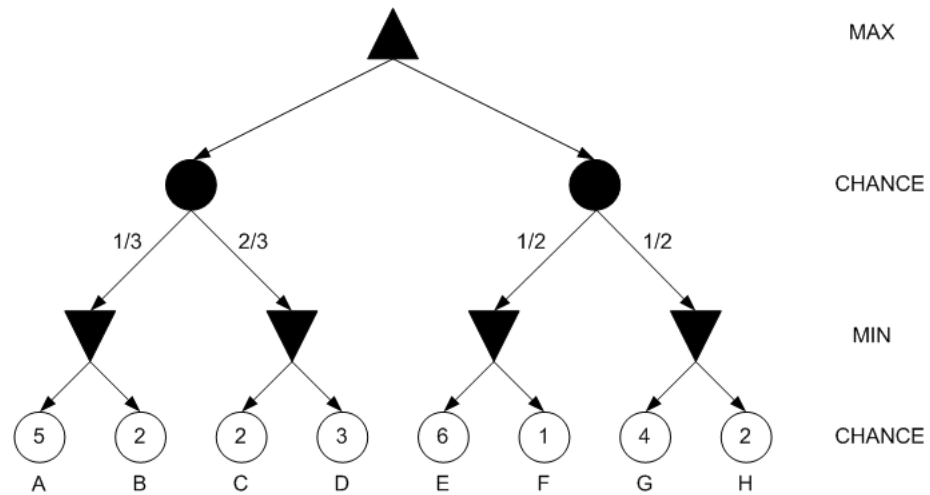 MAX
CHANCE
1/3 2/3 1/2 1/2
MIN
5 2 2 3 6 1 4 2 CHANCE
A B C D E F G H